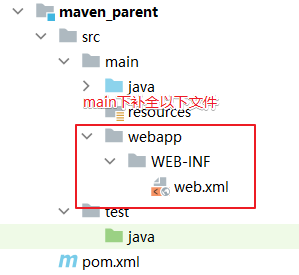 maven_parent
src
main
java
main下补全以下文件
resources
webapp
WEB-INF
web.xml
test
java
pom.xml